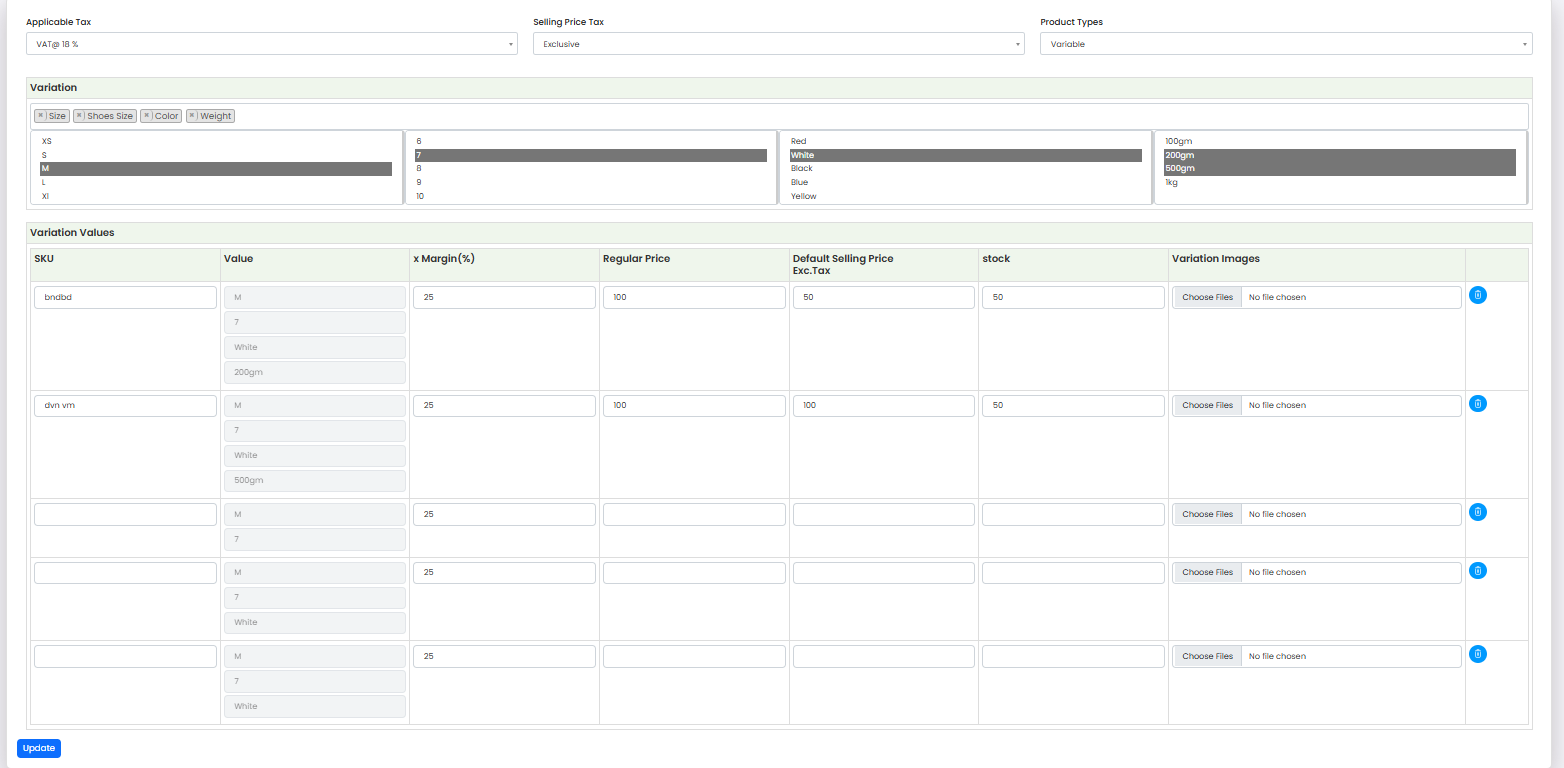 Applicable Tax Selling Price Tax Product Types
VAT@ 18 % Exclusive Variable
Variation
× Size × Shoes Size × Color × Weight
XS 6 Red 100gm
S 7 White 200gm
M 8 Black 500gm
L 9 Blue 1kg
Xl 10 Yellow
Variation Values
SKU Value x Margin(%) Regular Price Default Selling Price stock Variation Images
Exc.Tax
bndbd M 25 100 50 50 Choose Files No file chosen
7
White
200gm
dvn vm M 25 100 100 50 Choose Files No file chosen
7
White
500gm
M 25 Choose Files No file chosen
7
M 25 Choose Files No file chosen
7
White
M 25 Choose Files No file chosen
7
White
Update